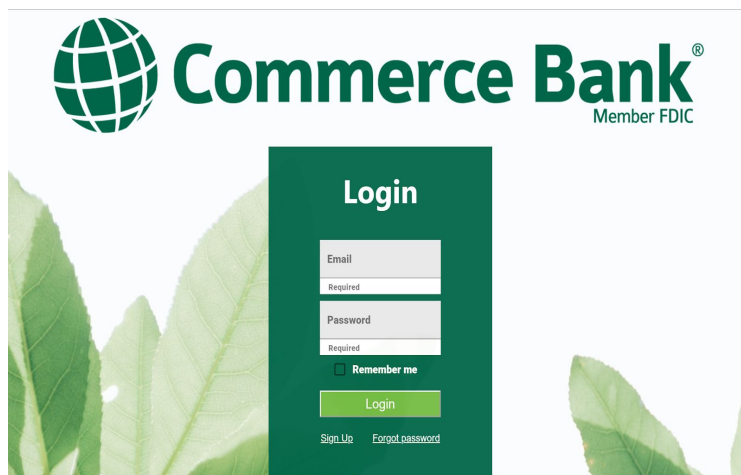 Commerce Bank®
Member FDIC
Login
Email
Required
Password
Required
Remember me
Login
Sign Up Forgot password